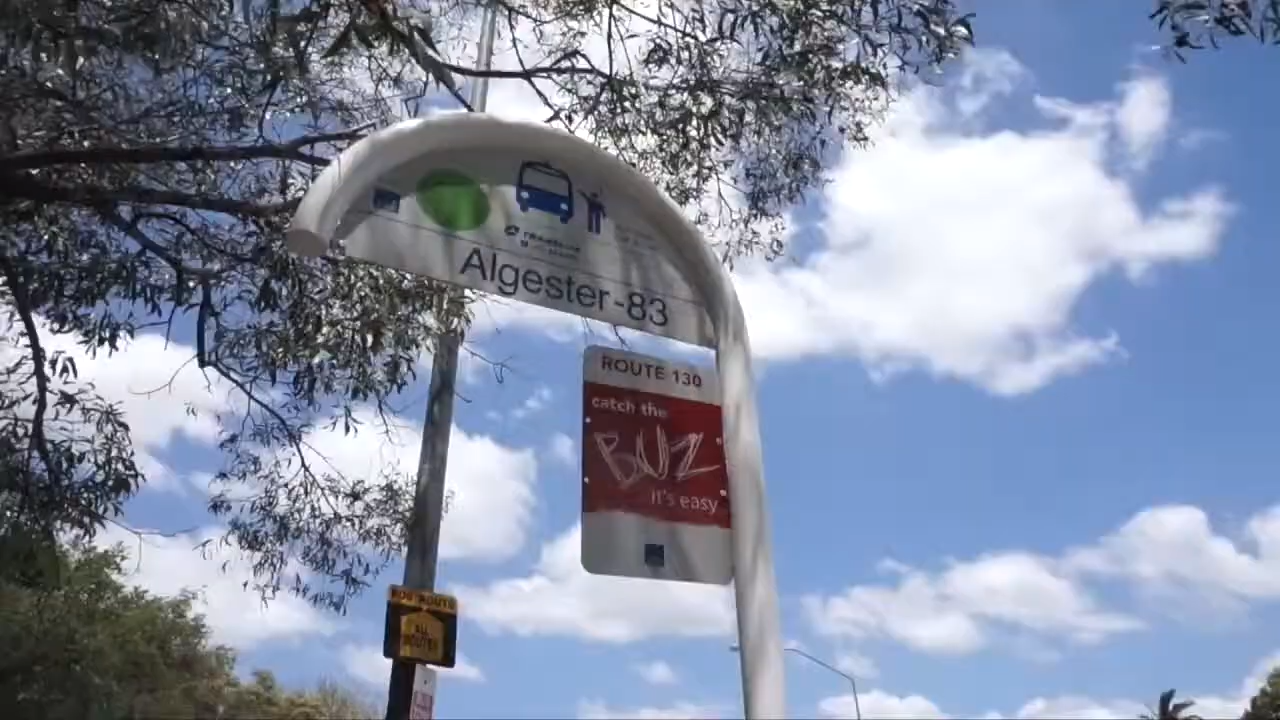 Algester-83
ROUTE 130
catch the
BUZ
it's easy
BUS ROUTE
ALL
ROUTES